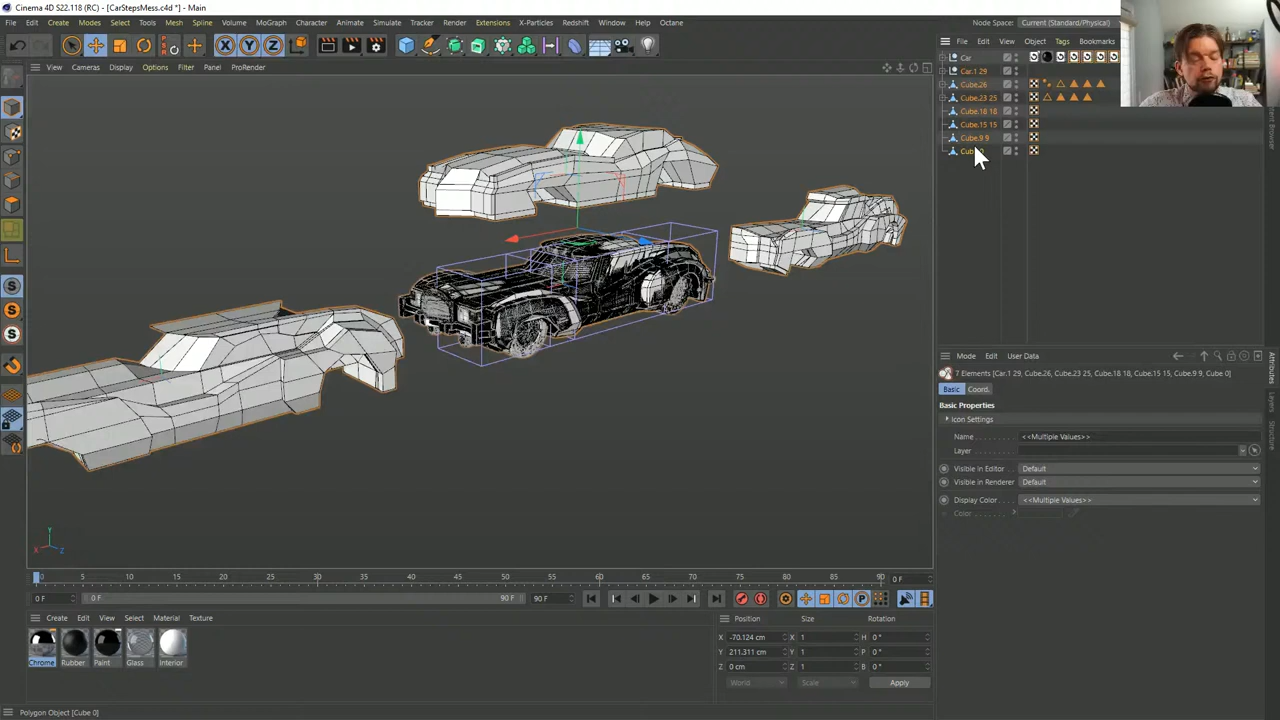 Cinema 4D S22.118 (RC) - [CarStepsMess.c4d *] - Main
File Edit Create Modes Select Tools Mesh Spline Volume MoGraph Character Animate Simulate Tracker Render Extensions X-Particles Redshift Window Help Octane
Node Space: Current (Standard/Physical)
File Edit View Object Tags Bookmarks
View Cameras Display Options Filter Panel ProRender
Car
Car.1 29
Cube.26
Cube.23 25
Cube.18 18
Cube.15 15
Cube.9 9
Content Browser
Mode Edit User Data
7 Elements [Car.1 29, Cube.26, Cube.23 25, Cube.18 18, Cube.15 15, Cube.9 9, Cube 0]
Basic Coord.
Basic Properties
Icon Settings
Name <<Multiple Values>>
Layer
Visible in Editor Default
Visible in Renderer Default
Display Color <<Multiple Values>>
Color
Attributes
Layers
Structure
Y
X Z
0 5 10 15 20 25 30 35 40 45 50 55 60 65 70 75 80 85 90 0 F
0 F 0 F 90 F 90 F
Create Edit View Select Material Texture
Chrome Rubber Paint Glass Interior
Position Size Rotation
X -70.124 cm X 1 H 0 °
Y 211.311 cm Y 1 P 0 °
Z 0 cm Z 1 B 0 °
World Scale Apply
Polygon Object [Cube 0]